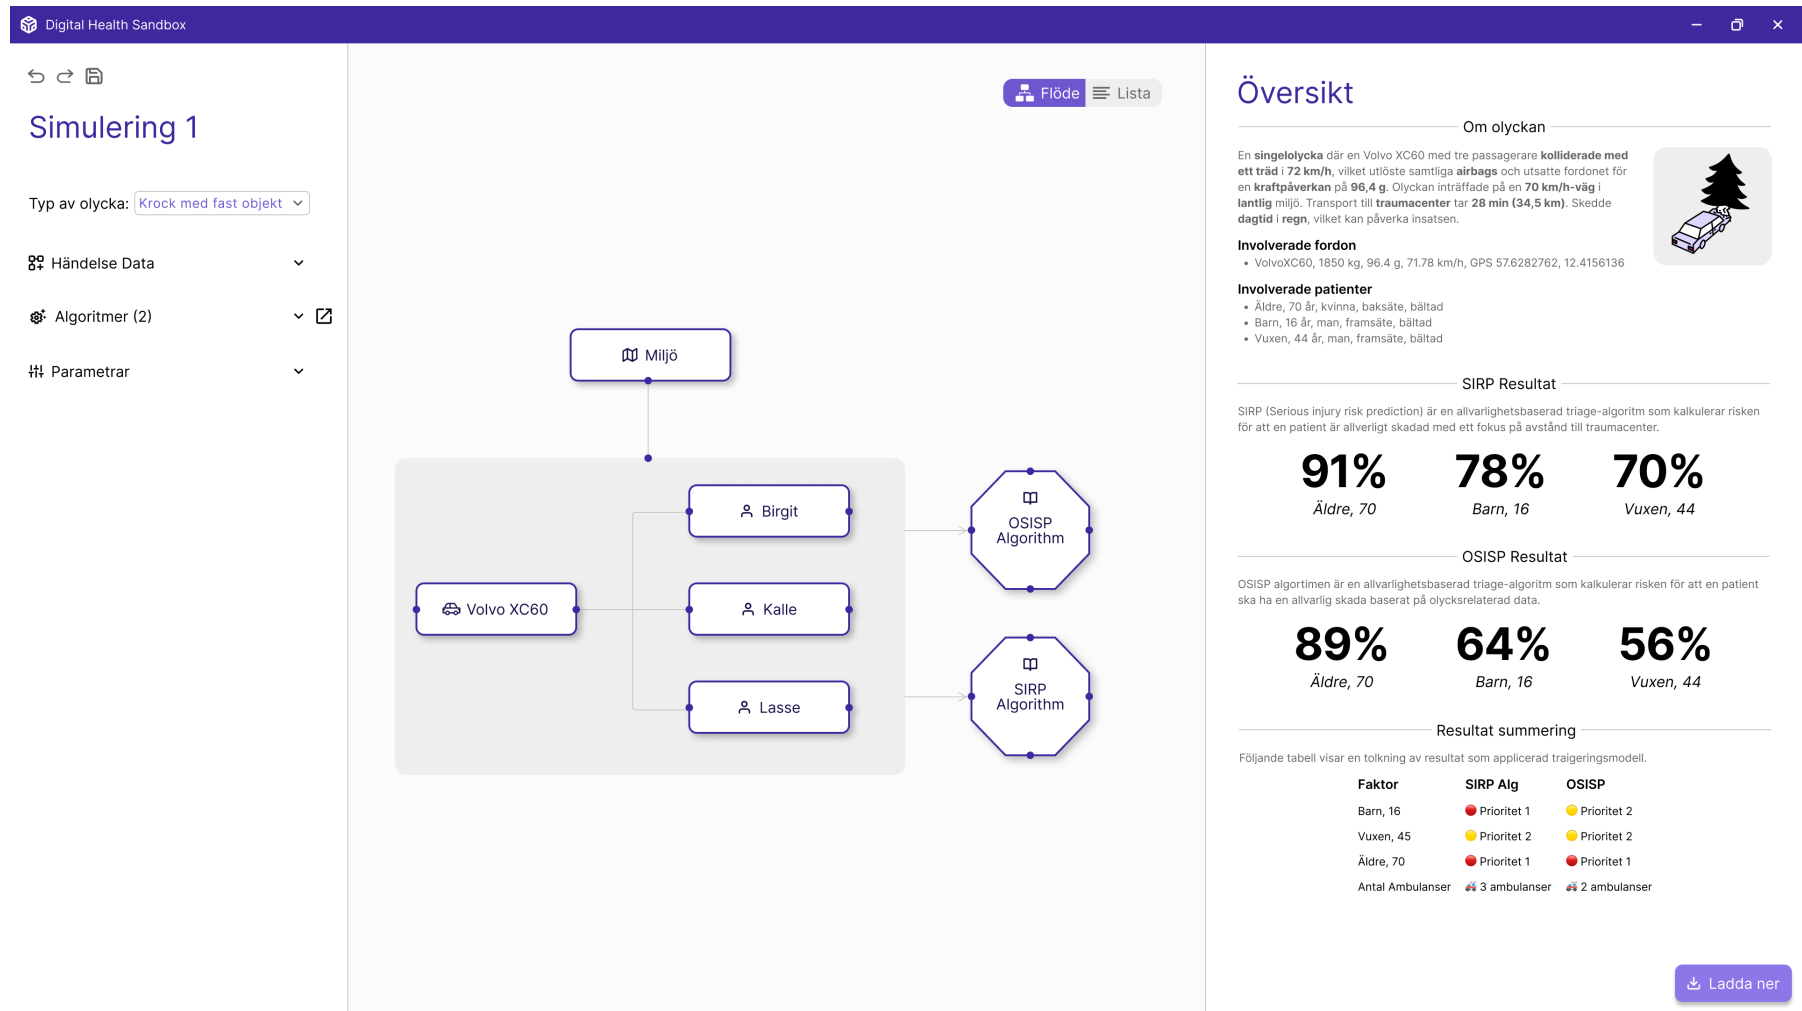 Digital Health Sandbox
Simulering 1
Typ av olycka: Krock med fast objekt
Händelse Data
Algoritmer (2)
Parametrar
Flöde
Lista
Miljö
Volvo XC60
Birgit
Kalle
Lasse
OSISP
Algorithm
SIRP
Algorithm
Översikt
Om olyckan
En singelolycka där en Volvo XC60 med tre passagerare kolliderade med
ett träd i 72 km/h, vilket utlöste samtliga airbags och utsatte fordonet för
en kraftpåverkan på 96,4 g. Olyckan inträffade på en 70 km/h-väg i
lantlig miljö. Transport till traumacenter tar 28 min (34,5 km). Skedde
dagtid i regn, vilket kan påverka insatsen.
Involverade fordon
• VolvoXC60, 1850 kg, 96.4 g, 71.78 km/h, GPS 57.6282762, 12.4156136
Involverade patienter
• Äldre, 70 år, kvinna, baksäte, bältad
• Barn, 16 år, man, framsäte, bältad
• Vuxen, 44 år, man, framsäte, bältad
SIRP Resultat
SIRP (Serious injury risk prediction) är en allvarlighetsbaserad triage-algoritm som kalkulerar risken
för att en patient är allverligt skadad med ett fokus på avstånd till traumacenter.
91% 78% 70%
Äldre, 70 Barn, 16 Vuxen, 44
OSISP Resultat
OSISP algortimen är en allvarlighetsbaserad triage-algoritm som kalkulerar risken för att en patient
ska ha en allvarlig skada baserat på olycksrelaterad data.
89% 64% 56%
Äldre, 70 Barn, 16 Vuxen, 44
Resultat summering
Följande tabell visar en tolkning av resultat som applicerad traigeringsmodell.
Faktor SIRP Alg OSISP
Barn, 16 Prioritet 1 Prioritet 2
Vuxen, 45 Prioritet 2 Prioritet 2
Äldre, 70 Prioritet 1 Prioritet 1
Antal Ambulanser 3 ambulanser 2 ambulanser
Ladda ner